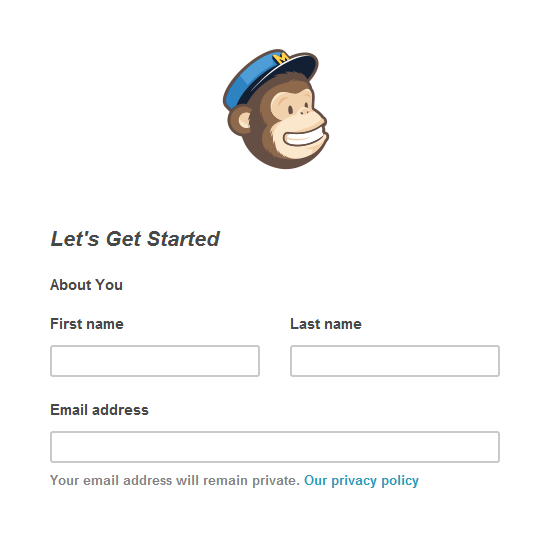 Let's Get Started
About You
First name Last name
Email address
Your email address will remain private. Our privacy policy